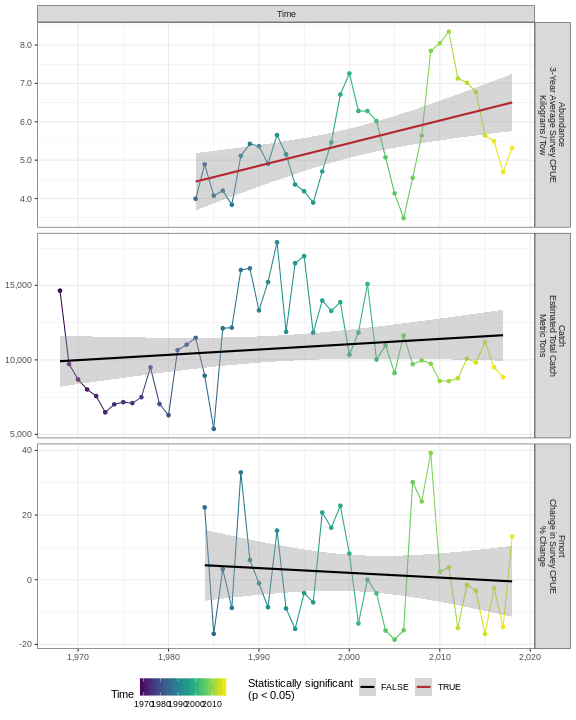 Time
8.0
7.0
6.0
5.0
4.0
Abundance
3-Year Average Survey CPUE
Kilograms /Tow
15,000
10,000
5,000
Catch
Estimated Total Catch
Metric Tons
40
20
0
-20
Fmort
Change in Survey CPUE
% Change
1,970
1,980
1,990
2,000
2,010
2,020
Time
1970 1980 1990 2000 2010
Statistically significant
(p < 0.05)
FALSE
TRUE